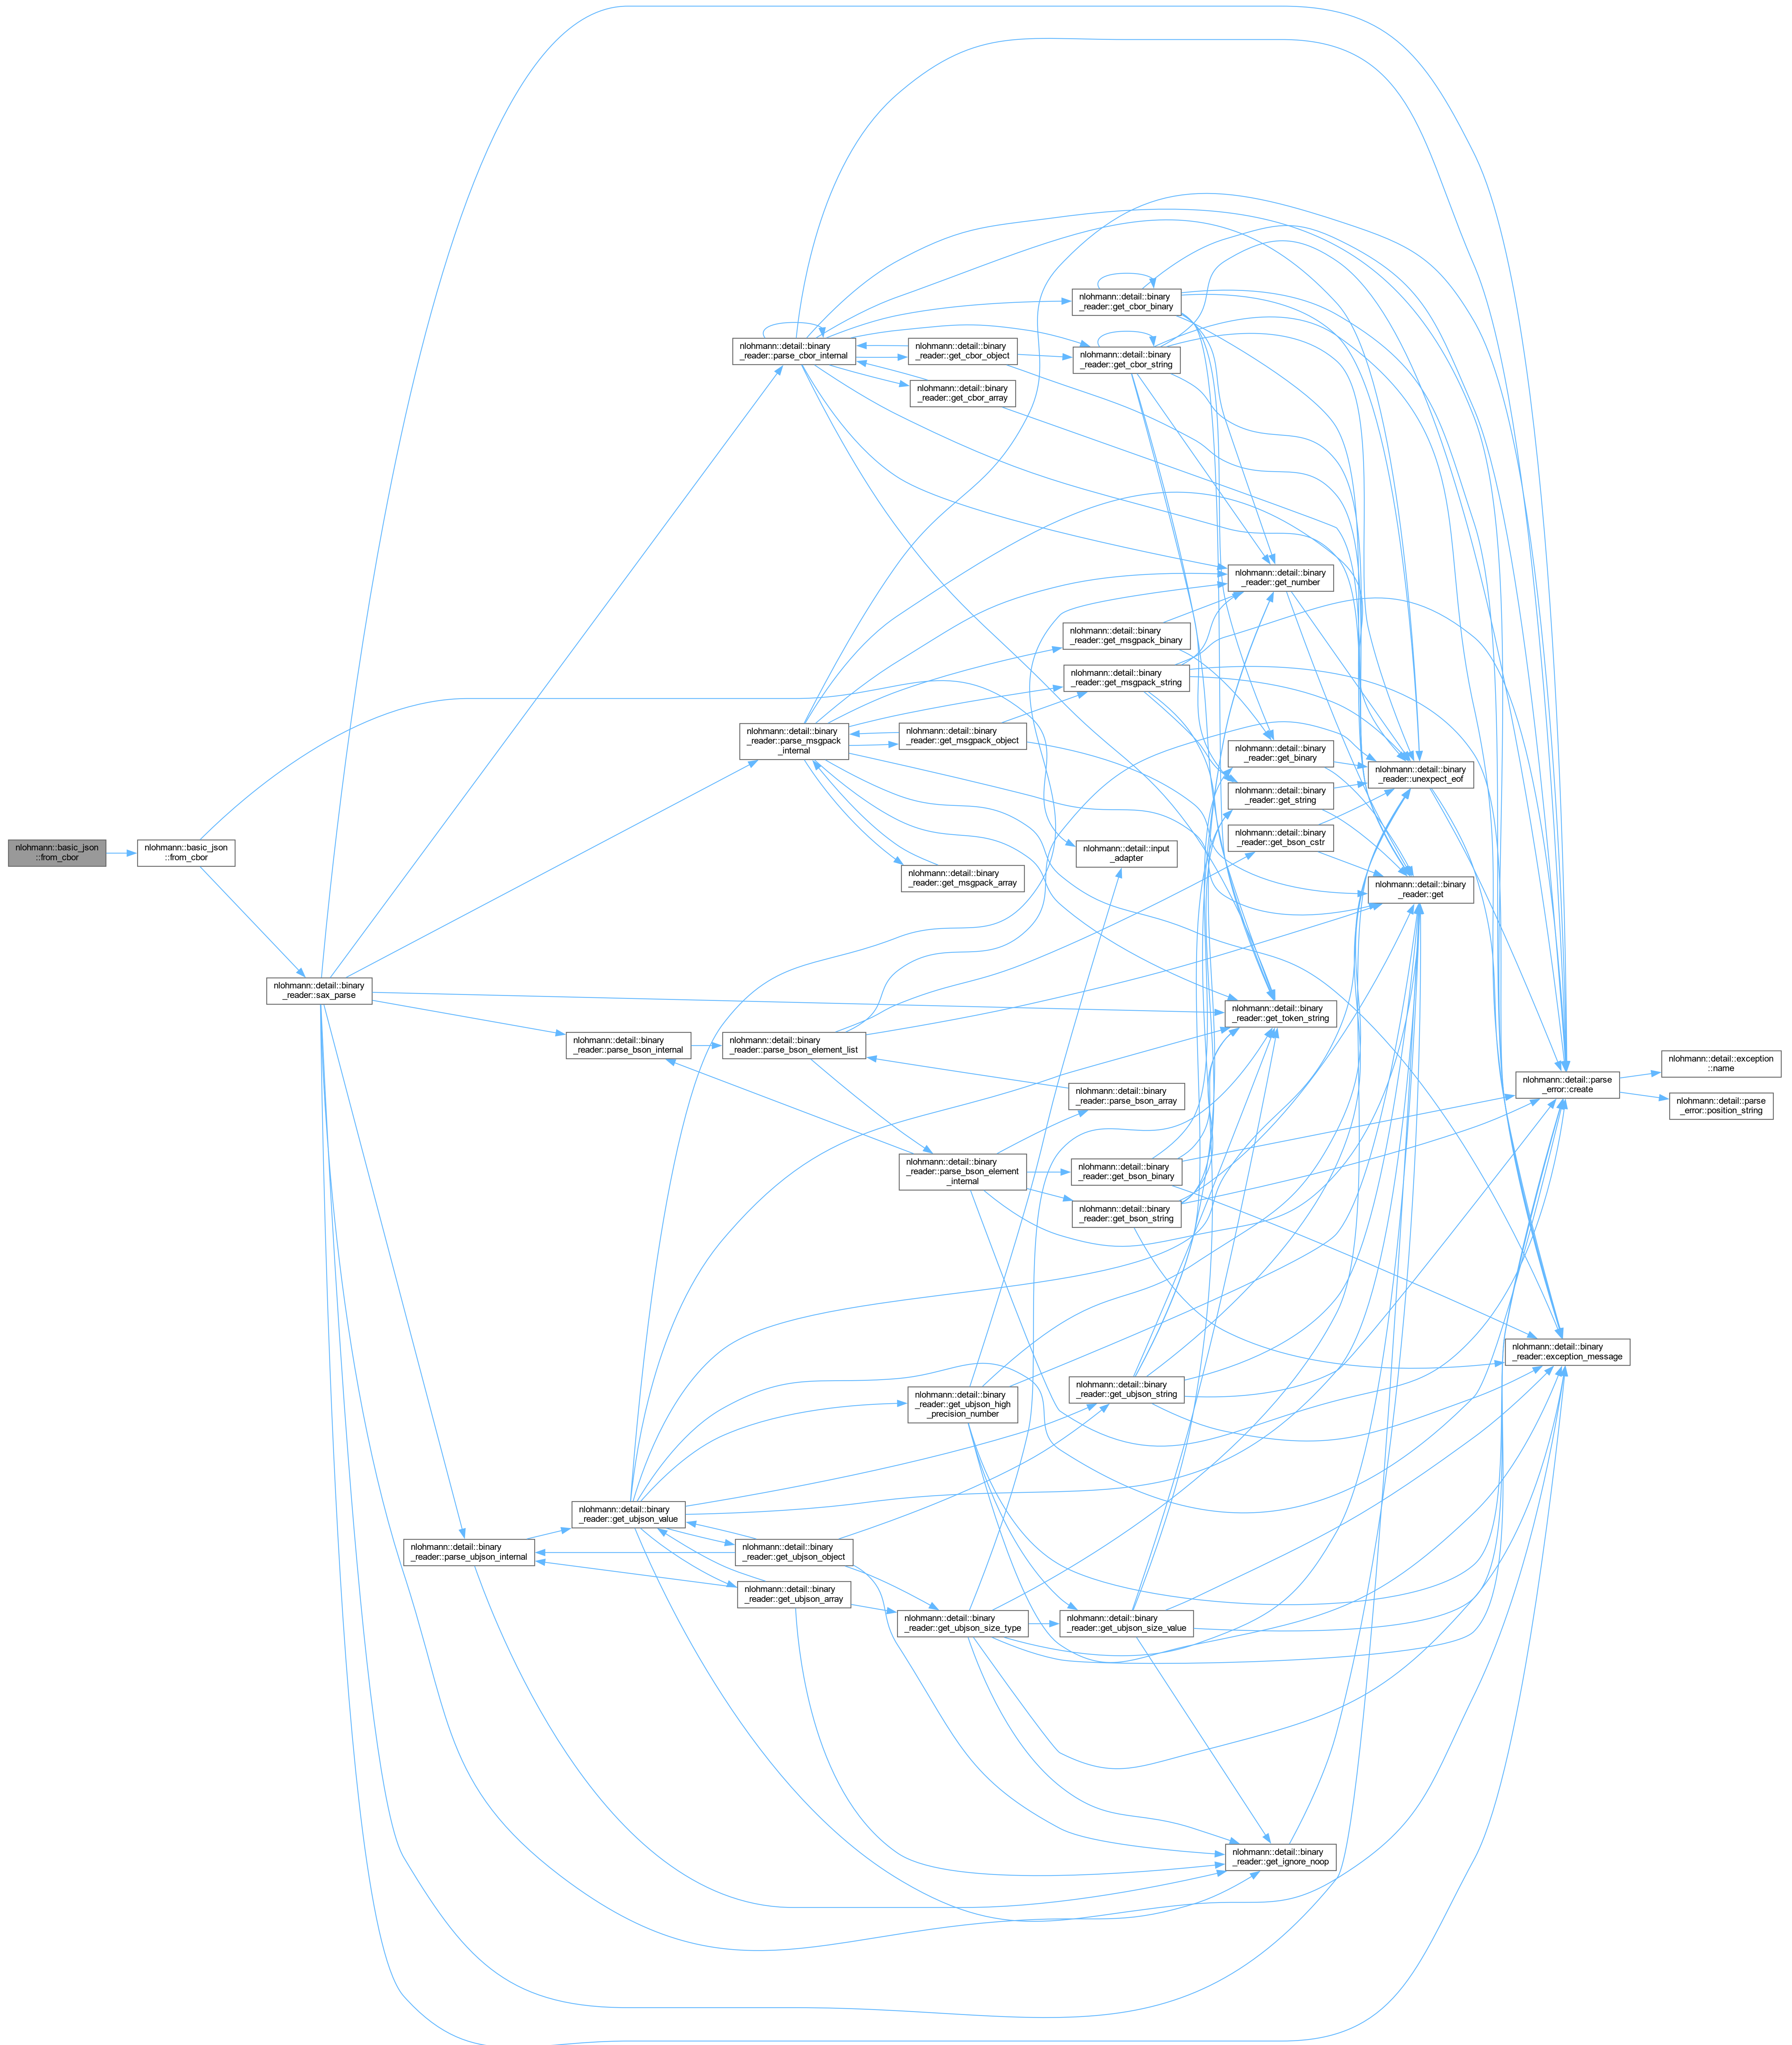 nlohmann::basic_json
::from_cbor
nlohmann::basic_json
::from_cbor
nlohmann::detail::binary
_reader::sax_parse
nlohmann::detail::binary
_reader::parse_bson_internal
nlohmann::detail::binary
_reader::parse_ubjson_internal
nlohmann::detail::binary
_reader::get_ubjson_value
nlohmann::detail::binary
_reader::parse_cbor_internal
nlohmann::detail::binary
_reader::parse_msgpack
_internal
nlohmann::detail::binary
_reader::parse_bson_element_list
nlohmann::detail::binary
_reader::get_ubjson_object
nlohmann::detail::binary
_reader::get_ubjson_array
nlohmann::detail::binary
_reader::get_cbor_object
nlohmann::detail::binary
_reader::get_cbor_array
nlohmann::detail::binary
_reader::get_msgpack_object
nlohmann::detail::binary
_reader::get_msgpack_array
nlohmann::detail::binary
_reader::parse_bson_element
_internal
nlohmann::detail::binary
_reader::get_ubjson_high
_precision_number
nlohmann::detail::binary
_reader::get_ubjson_size_type
nlohmann::detail::binary
_reader::get_cbor_binary
nlohmann::detail::binary
_reader::get_cbor_string
nlohmann::detail::binary
_reader::get_msgpack_binary
nlohmann::detail::binary
_reader::get_msgpack_string
nlohmann::detail::input
_adapter
nlohmann::detail::binary
_reader::parse_bson_array
nlohmann::detail::binary
_reader::get_bson_binary
nlohmann::detail::binary
_reader::get_bson_string
nlohmann::detail::binary
_reader::get_ubjson_string
nlohmann::detail::binary
_reader::get_ubjson_size_value
nlohmann::detail::binary
_reader::get_number
nlohmann::detail::binary
_reader::get_binary
nlohmann::detail::binary
_reader::get_string
nlohmann::detail::binary
_reader::get_bson_cstr
nlohmann::detail::binary
_reader::get_token_string
nlohmann::detail::binary
_reader::get_ignore_noop
nlohmann::detail::binary
_reader::unexpect_eof
nlohmann::detail::binary
_reader::get
nlohmann::detail::parse
_error::create
nlohmann::detail::binary
_reader::exception_message
nlohmann::detail::exception
::name
nlohmann::detail::parse
_error::position_string